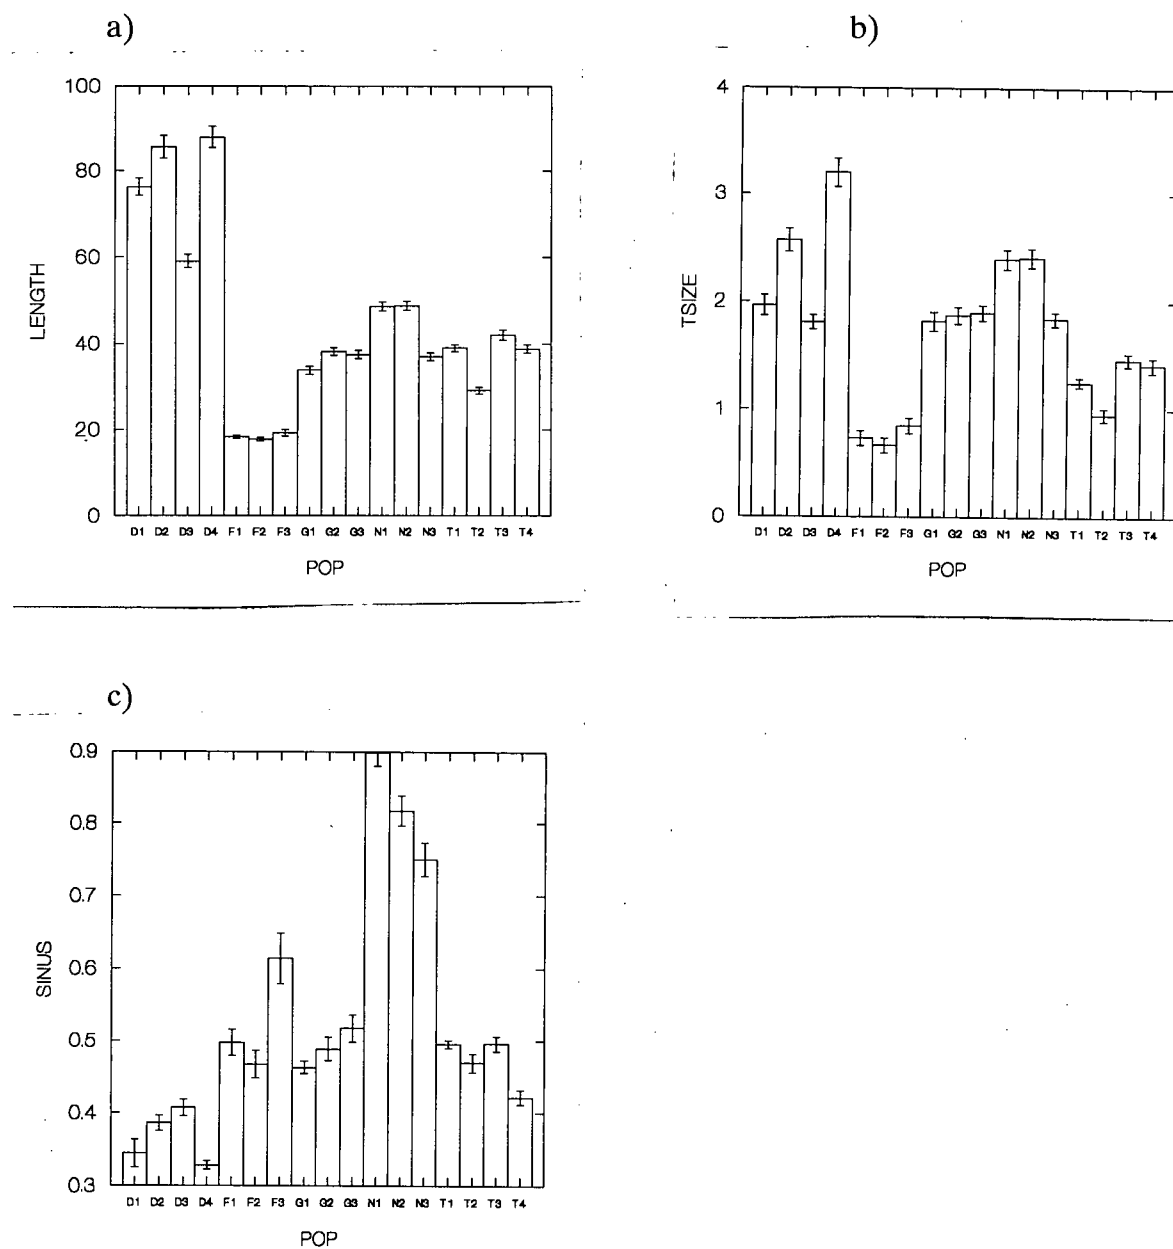 a)
100
80
60
40
20
0
LENGTH
D1 D2 D3 D4 F1 F2 F3 G1 G2 G3 N1 N2 N3 T1 T2 T3 T4
POP
b)
4
3
2
1
0
TSIZE
D1 D2 D3 D4 F1 F2 F3 G1 G2 G3 N1 N2 N3 T1 T2 T3 T4
POP
c)
0.9
0.8
0.7
0.6
0.5
0.4
0.3
SINUS
D1 D2 D3 D4 F1 F2 F3 G1 G2 G3 N1 N2 N3 T1 T2 T3 T4
POP